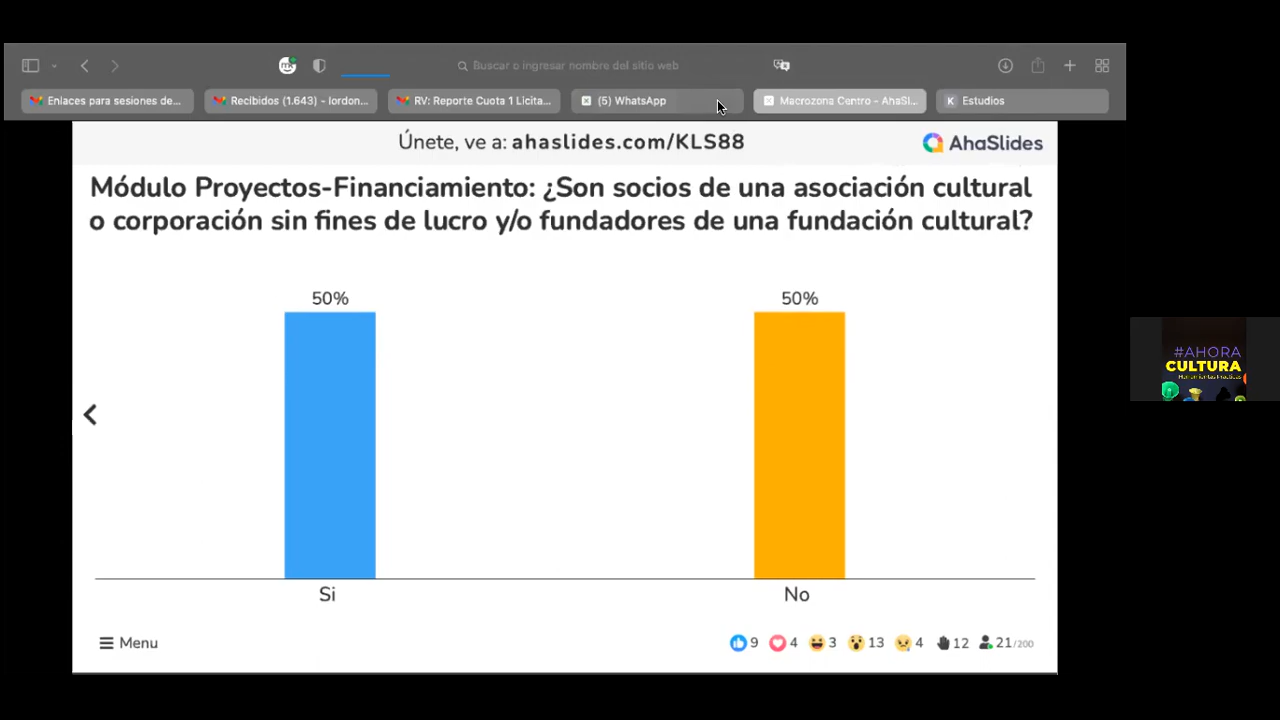 Buscar o ingresar nombre del sitio web
Enlaces para sesiones de...
Recibidos (1.643) - lordon...
RV: Reporte Cuota 1 Licita...
(5) WhatsApp
Macrozona Centro - AhaSl...
K Estudios
Únete, ve a: ahaslides.com/KLS88
AhaSlides
Módulo Proyectos-Financiamiento: ¿Son socios de una asociación cultural
o corporación sin fines de lucro y/o fundadores de una fundación cultural?
50%
50%
Si
No
#AHORA
CULTURA
Herramientas Prácticas
Menu
9
4
3
13
4
12
21/200